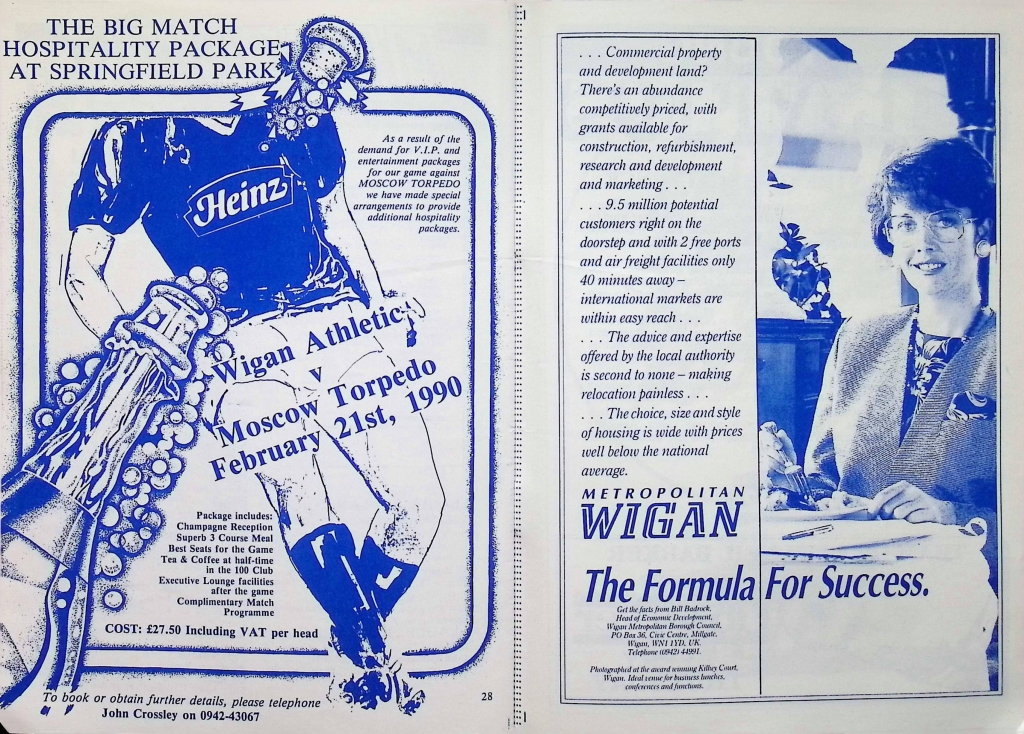 THE BIG MATCH
HOSPITALITY PACKAGE
AT SPRINGFIELD PARK
As a result of the
demand for V.I.P. and
entertainment packages
for our game against
MOSCOW TORPEDO
we have made special
arrangements to provide
additional hospitality
packages.
Heinz
Wigan Athletic
v
Moscow Torpedo
February 21st, 1990
Package includes:
Champagne Reception
Superb 3 Course Meal
Best Seats for the Game
Tea & Coffee at half-time
in the 100 Club
Executive Lounge facilities
after the game
Complimentary Match
Programme
COST: £27.50 Including VAT per head
To book or obtain further details, please telephone
John Crossley on 0942-43067
28
. . . Commercial property
and development land?
There's an abundance
competitively priced, with
grants available for
construction, refurbishment,
research and development
and marketing . . .
. . . 9.5 million potential
customers right on the
doorstep and with 2 free ports
and air freight facilities only
40 minutes away –
international markets are
within easy reach . . .
. . . The advice and expertise
offered by the local authority
is second to none – making
relocation painless . . .
. . . The choice, size and style
of housing is wide with prices
well below the national
average.
METROPOLITAN
WIGAN
The Formula For Success.
Get the facts from Bill Badrock,
Head of Economic Development,
Wigan Metropolitan Borough Council,
PO Box 36, Civic Centre, Millgate,
Wigan, WN1 1YD, UK.
Telephone (0942) 44991.
Photographed at the award winning Kilhey Court,
Wigan. Ideal venue for business lunches,
conferences and functions.